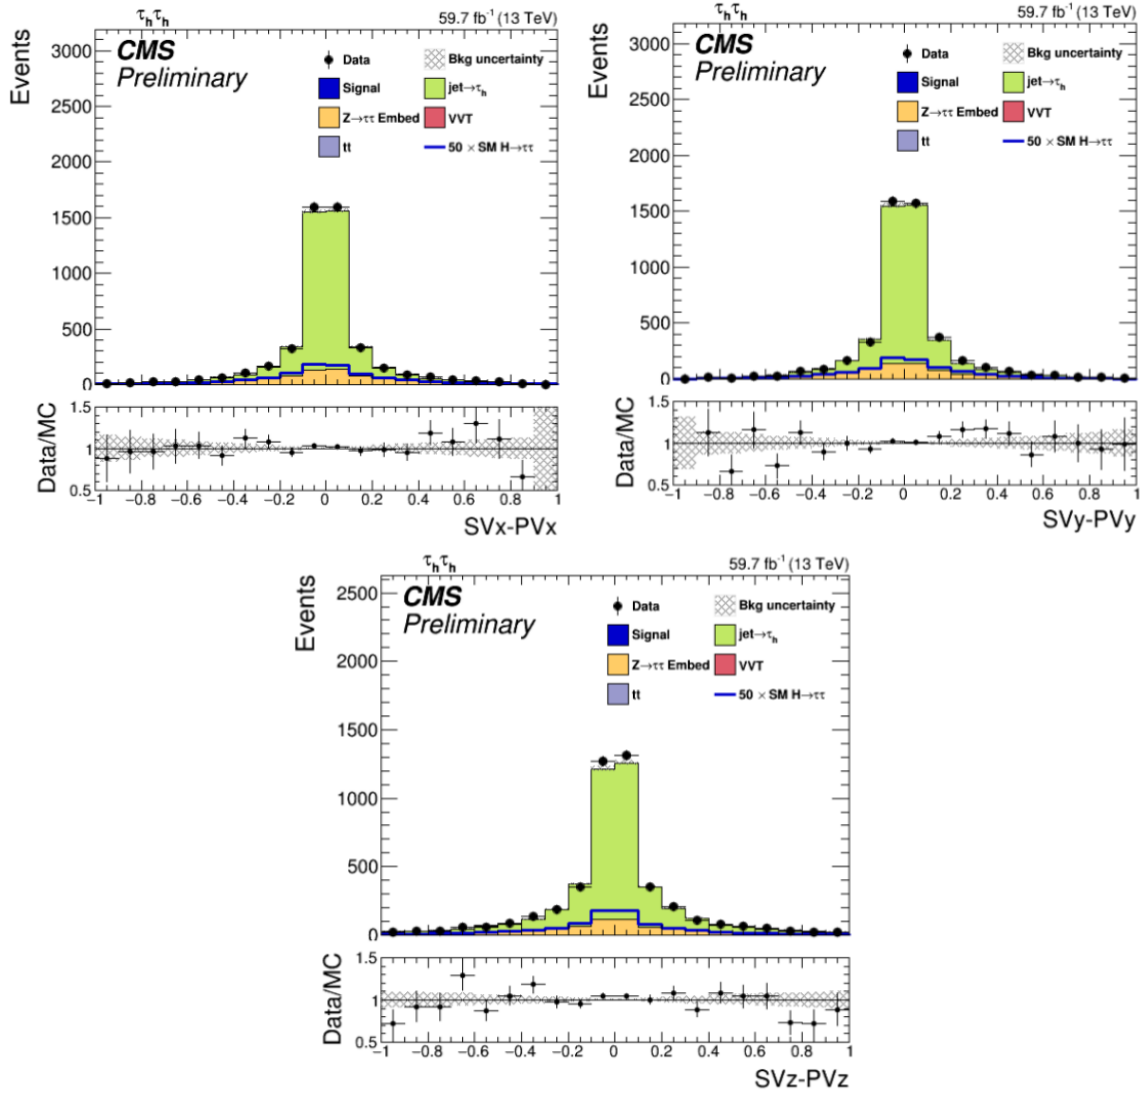 τhτh 59.7 fb-1 (13 TeV)
Events
CMS
Preliminary
Data Bkg uncertainty
Signal jet→τh
Z→ττ Embed VVT
tt 50 × SM H→ττ
3000
2500
2000
1500
1000
500
0
Data/MC
1.5
1
0.5
−1 −0.8 −0.6 −0.4 −0.2 0 0.2 0.4 0.6 0.8 1
SVx-PVx
τhτh 59.7 fb-1 (13 TeV)
Events
CMS
Preliminary
Data Bkg uncertainty
Signal jet→τh
Z→ττ Embed VVT
tt 50 × SM H→ττ
3000
2500
2000
1500
1000
500
0
Data/MC
1.5
1
0.5
−1 −0.8 −0.6 −0.4 −0.2 0 0.2 0.4 0.6 0.8 1
SVy-PVy
τhτh 59.7 fb-1 (13 TeV)
Events
CMS
Preliminary
Data Bkg uncertainty
Signal jet→τh
Z→ττ Embed VVT
tt 50 × SM H→ττ
2500
2000
1500
1000
500
0
Data/MC
1.5
1
0.5
−1 −0.8 −0.6 −0.4 −0.2 0 0.2 0.4 0.6 0.8 1
SVz-PVz